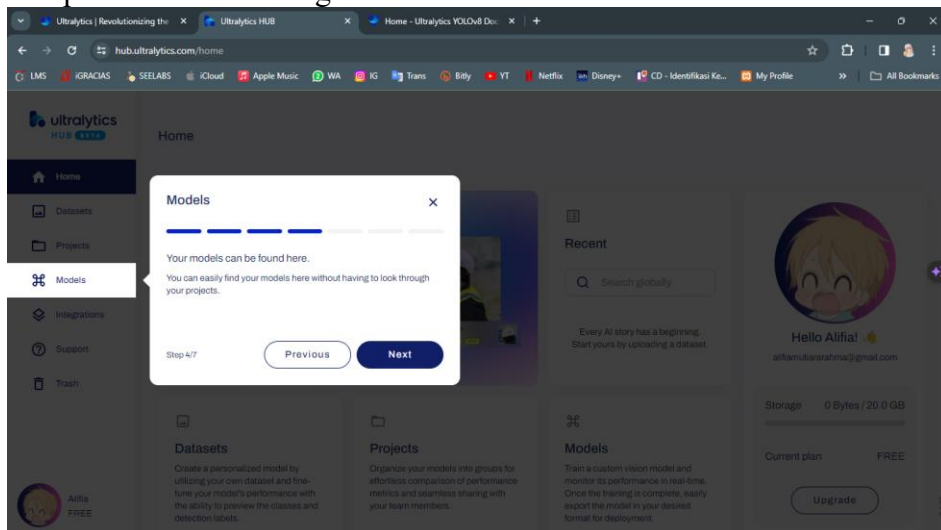 Ultralytics | Revolutionizing the
Ultralytics HUB
Home - Ultralytics YOLOv8 Doc
hub.ultralytics.com/home
LMS
iGRACIAS
SEELABS
iCloud
Apple Music
WA
IG
Trans
Bitly
YT
Netflix
Disney+
CD - Identifikasi Ke...
My Profile
All Bookmarks
ultralytics
HUB BETA
Home
Home
Datasets
Projects
Models
Integrations
Support
Trash
Models
Your models can be found here.
You can easily find your models here without having to look through
your projects.
Step 4/7
Previous
Next
Recent
Search globally
Every AI story has a beginning.
Start yours by uploading a dataset.
Hello Alifia!
alifiamutiararahma@gmail.com
Storage 0 Bytes / 20.0 GB
Current plan FREE
Upgrade
Datasets
Create a personalized model by
utilizing your own dataset and fine-
tune your model's performance with
the ability to preview the classes and
detection labels.
Projects
Organize your models into groups for
effortless comparison of performance
metrics and seamless sharing with
your team members.
Models
Train a custom vision model and
monitor its performance in real-time.
Once the training is complete, easily
export the model in your desired
format for deployment.
Alifia
FREE